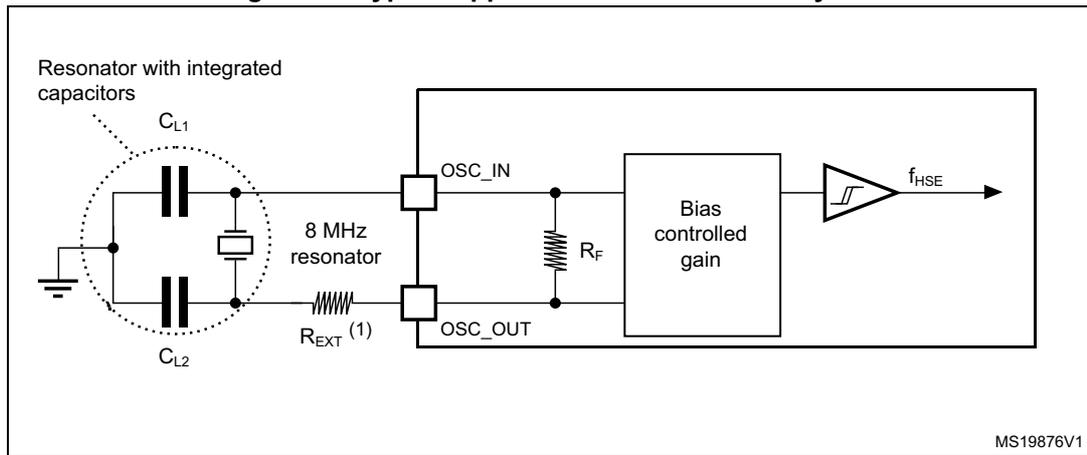 Resonator with integrated
capacitors
CL1
OSC_IN
fHSE
8 MHz
resonator
RF
Bias
controlled
gain
REXT (1)
OSC_OUT
CL2
MS19876V1